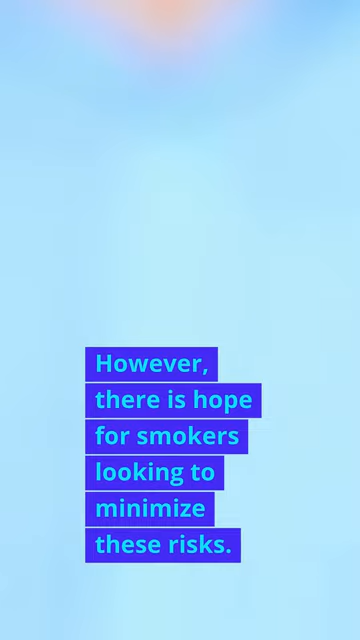 However,
there is hope
for smokers
looking to
minimize
these risks.